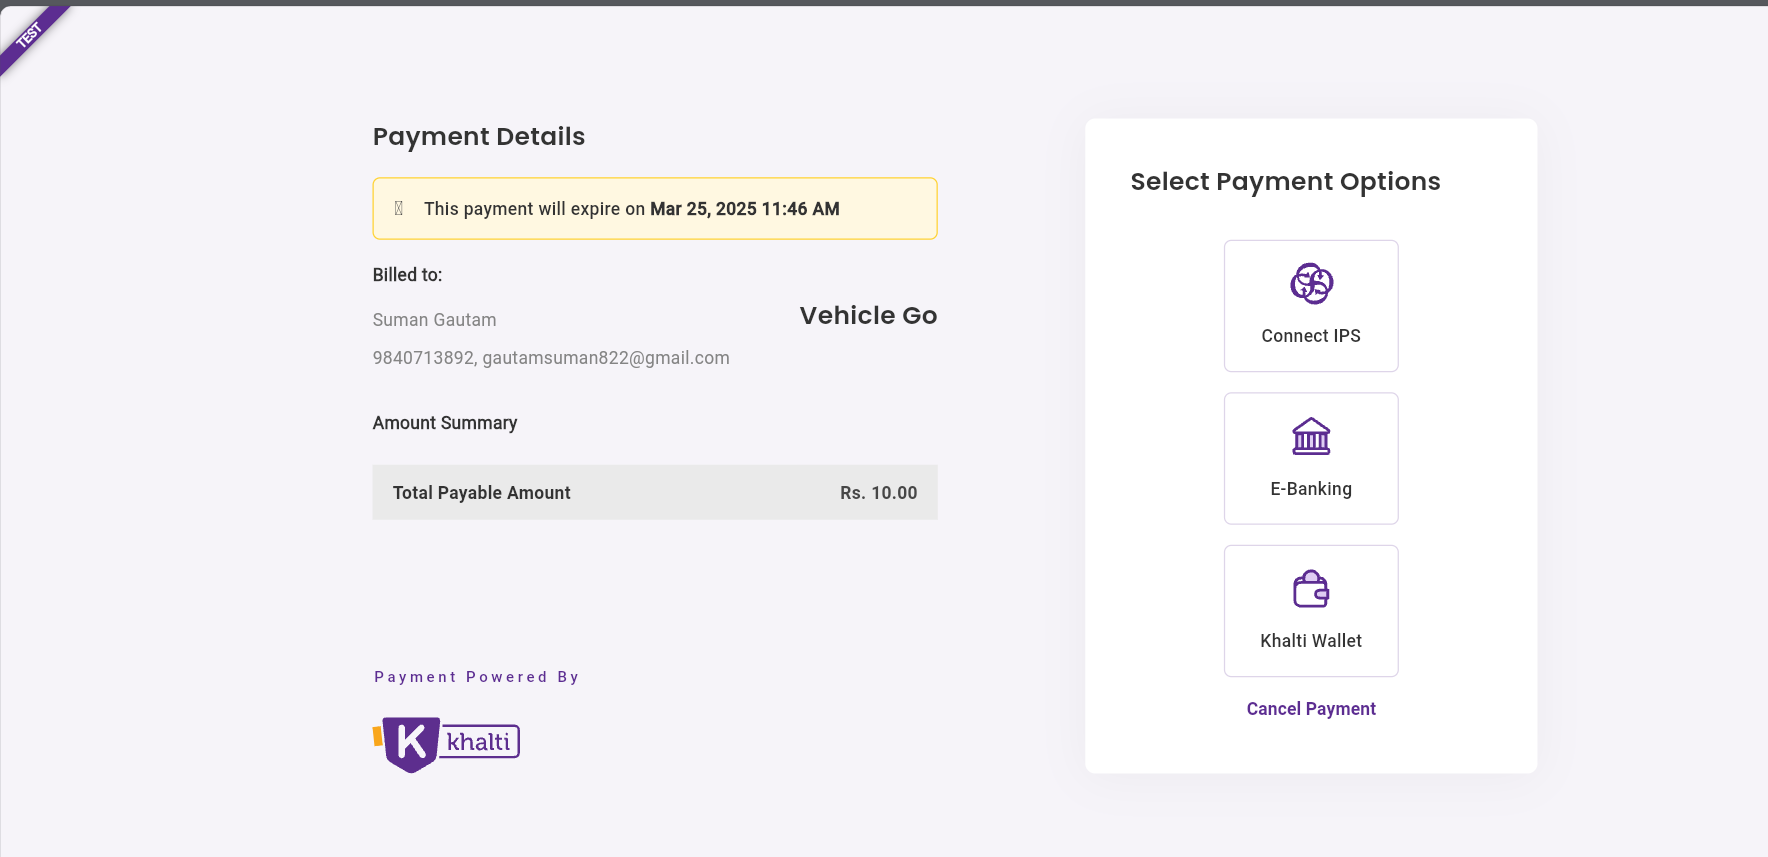 TEST
Payment Details
This payment will expire on Mar 25, 2025 11:46 AM
Billed to:
Suman Gautam
Vehicle Go
9840713892, gautamsuman822@gmail.com
Amount Summary
Total Payable Amount Rs. 10.00
Payment Powered By
K khalti
Select Payment Options
Connect IPS
E-Banking
Khalti Wallet
Cancel Payment